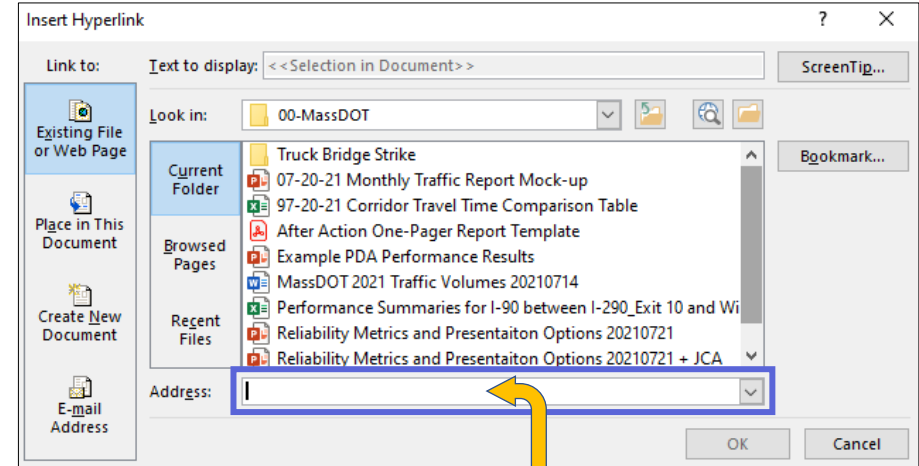 Insert Hyperlink
?
Link to:
Text to display:
<<Selection in Document>>
ScreenTip...
Existing File
or Web Page
Look in:
00-MassDOT
Bookmark...
Current
Folder
Truck Bridge Strike
07-20-21 Monthly Traffic Report Mock-up
97-20-21 Corridor Travel Time Comparison Table
After Action One-Pager Report Template
Example PDA Performance Results
MassDOT 2021 Traffic Volumes 20210714
Performance Summaries for I-90 between I-290_Exit 10 and Wi
Reliability Metrics and Presentaiton Options 20210721
Reliability Metrics and Presentaiton Options 20210721 + JCA
Place in This
Document
Browsed
Pages
Create New
Document
Recent
Files
E-mail
Address
Address:
OK
Cancel